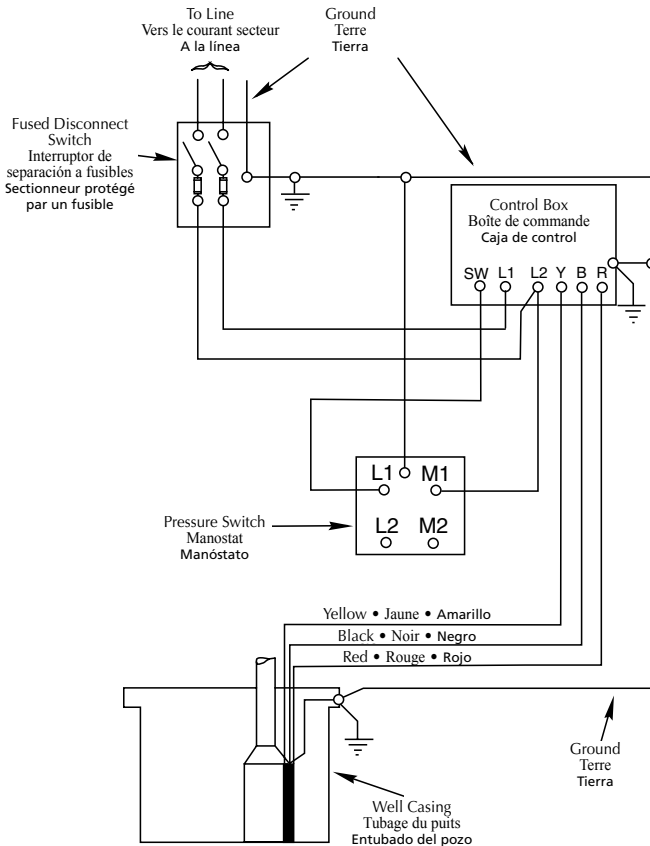 To Line
Vers le courant secteur
A la línea
Ground
Terre
Tierra
Fused Disconnect
Switch
Interruptor de
separación a fusibles
Sectionneur protégé
par un fusible
Control Box
Boîte de commande
Caja de control
SW L1 L2 Y B R
L1 M1
L2 M2
Pressure Switch
Manostat
Manóstato
Yellow • Jaune • Amarillo
Black • Noir • Negro
Red • Rouge • Rojo
Ground
Terre
Tierra
Well Casing
Tubage du puits
Entubado del pozo